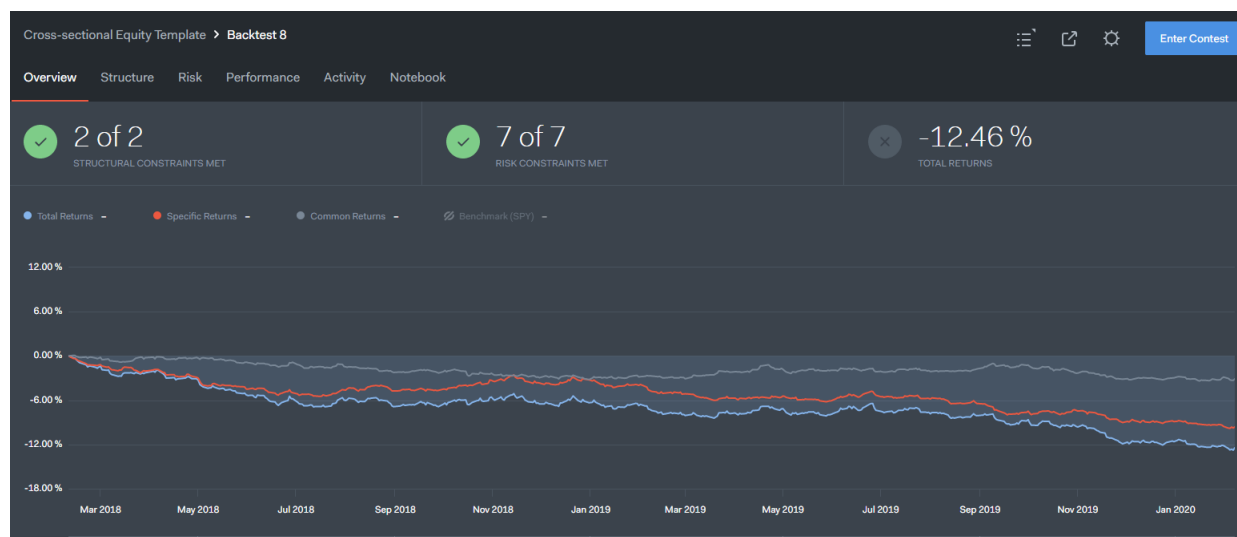 Cross-sectional Equity Template > Backtest 8
Enter Contest
Overview Structure Risk Performance Activity Notebook
2 of 2
STRUCTURAL CONSTRAINTS MET
7 of 7
RISK CONSTRAINTS MET
-12.46 %
TOTAL RETURNS
Total Returns – Specific Returns – Common Returns – Benchmark (SPY) –
12.00 %
6.00 %
0.00 %
-6.00 %
-12.00 %
-18.00 %
Mar 2018 May 2018 Jul 2018 Sep 2018 Nov 2018 Jan 2019 Mar 2019 May 2019 Jul 2019 Sep 2019 Nov 2019 Jan 2020